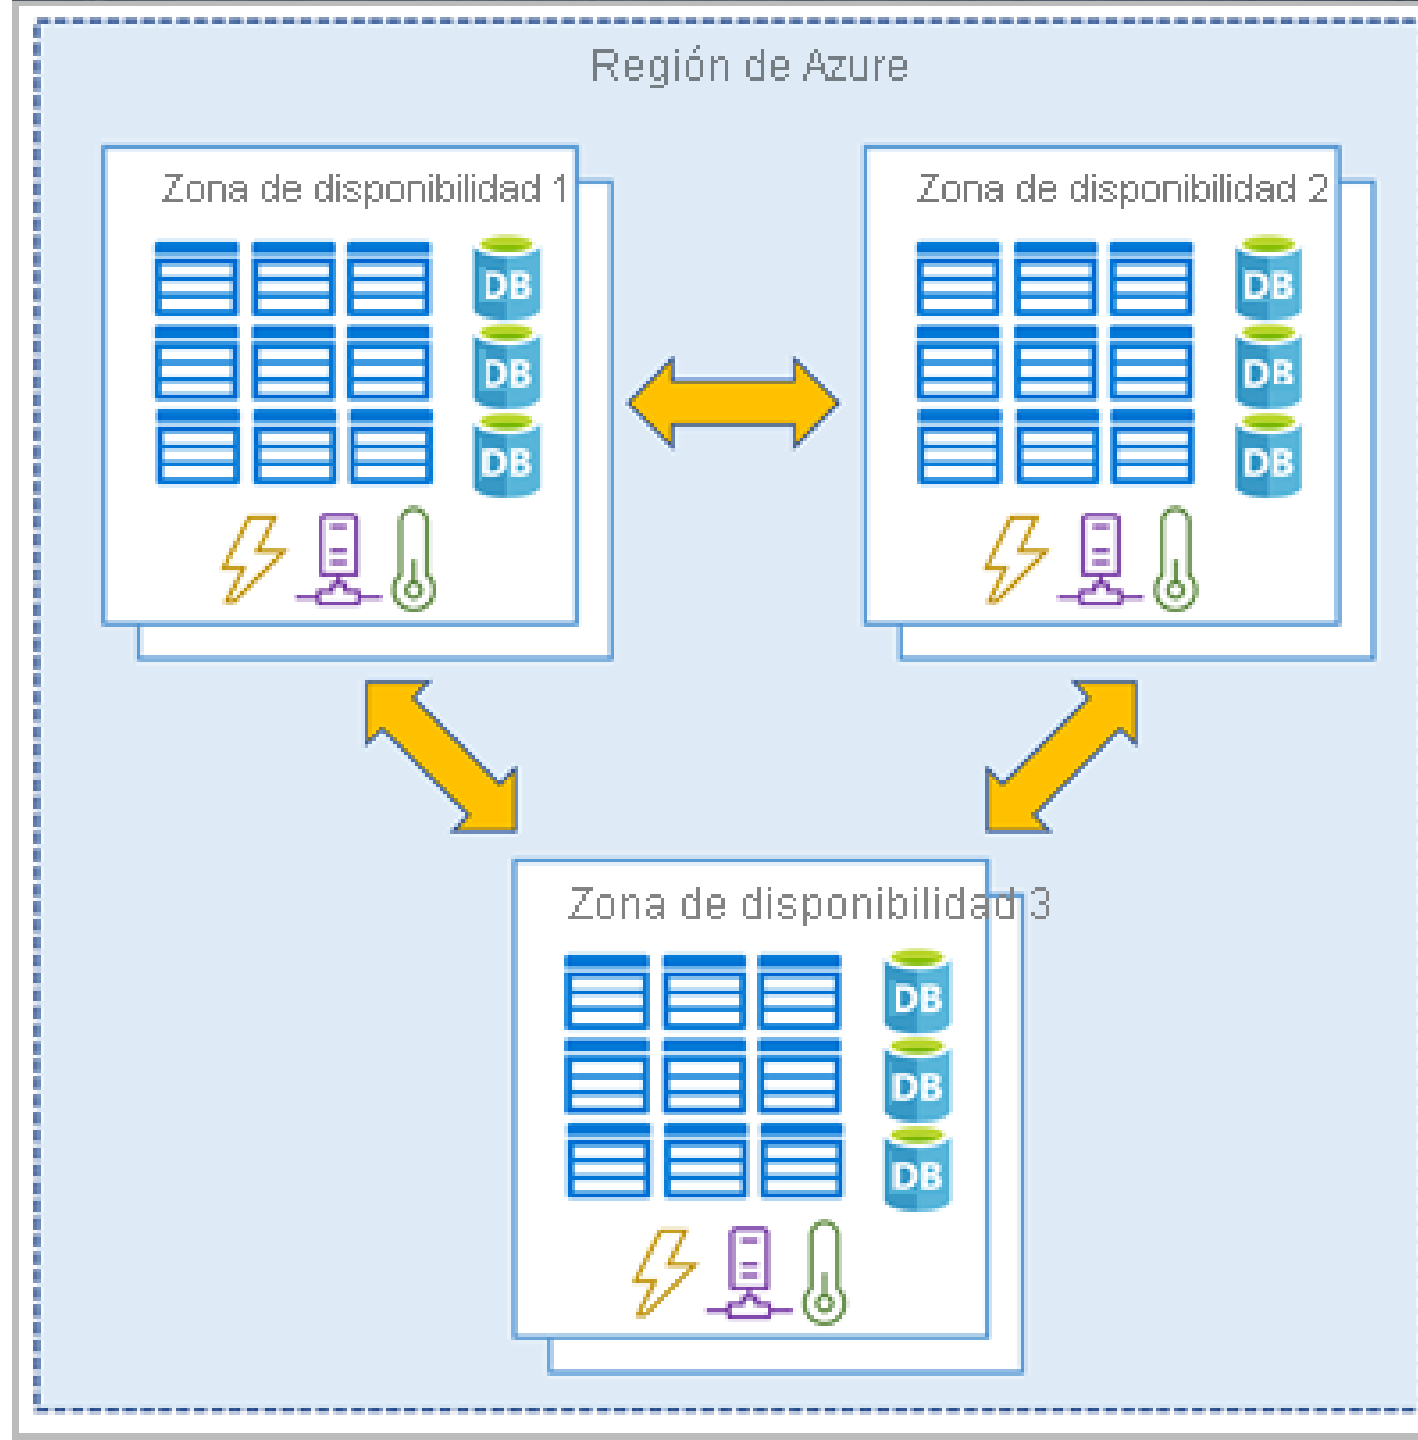 Región de Azure
Zona de disponibilidad 1
Zona de disponibilidad 2
DB
DB
DB
DB
DB
DB
Zona de disponibilidad 3
DB
DB
DB